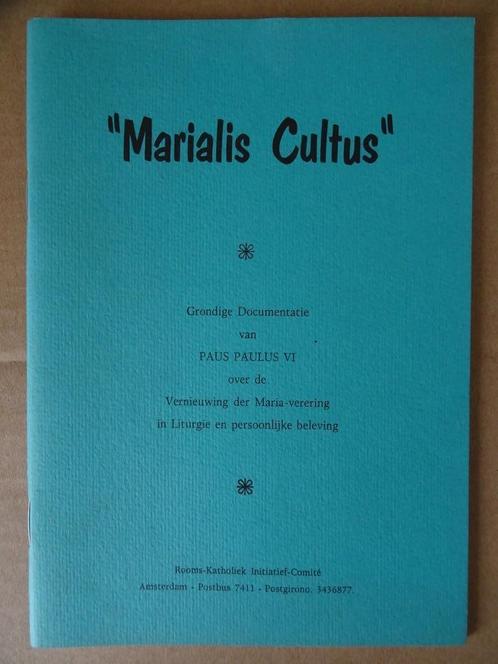 "Marialis Cultus"
Grondige Documentatie
van
PAUS PAULUS VI
over de
Vernieuwing der Maria-verering
in Liturgie en persoonlijke beleving
Rooms-Katholiek Initiatief-Comité
Amsterdam - Postbus 7411 - Postgirono. 3436877.